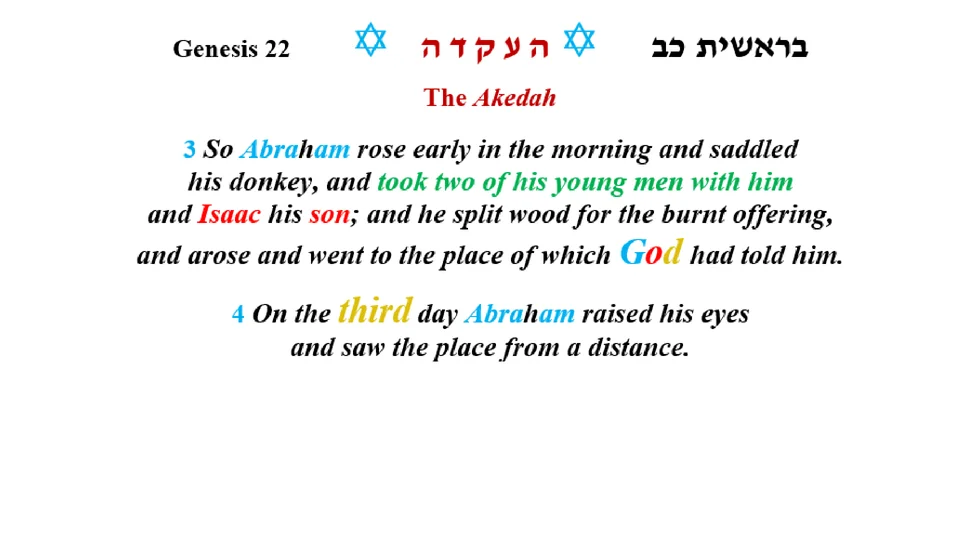 Genesis 22 ✡ ה ע ק ד ה ✡ בראשית כב
The Akedah
3 So Abraham rose early in the morning and saddled
his donkey, and took two of his young men with him
and Isaac his son; and he split wood for the burnt offering,
and arose and went to the place of which God had told him.
4 On the third day Abraham raised his eyes
and saw the place from a distance.